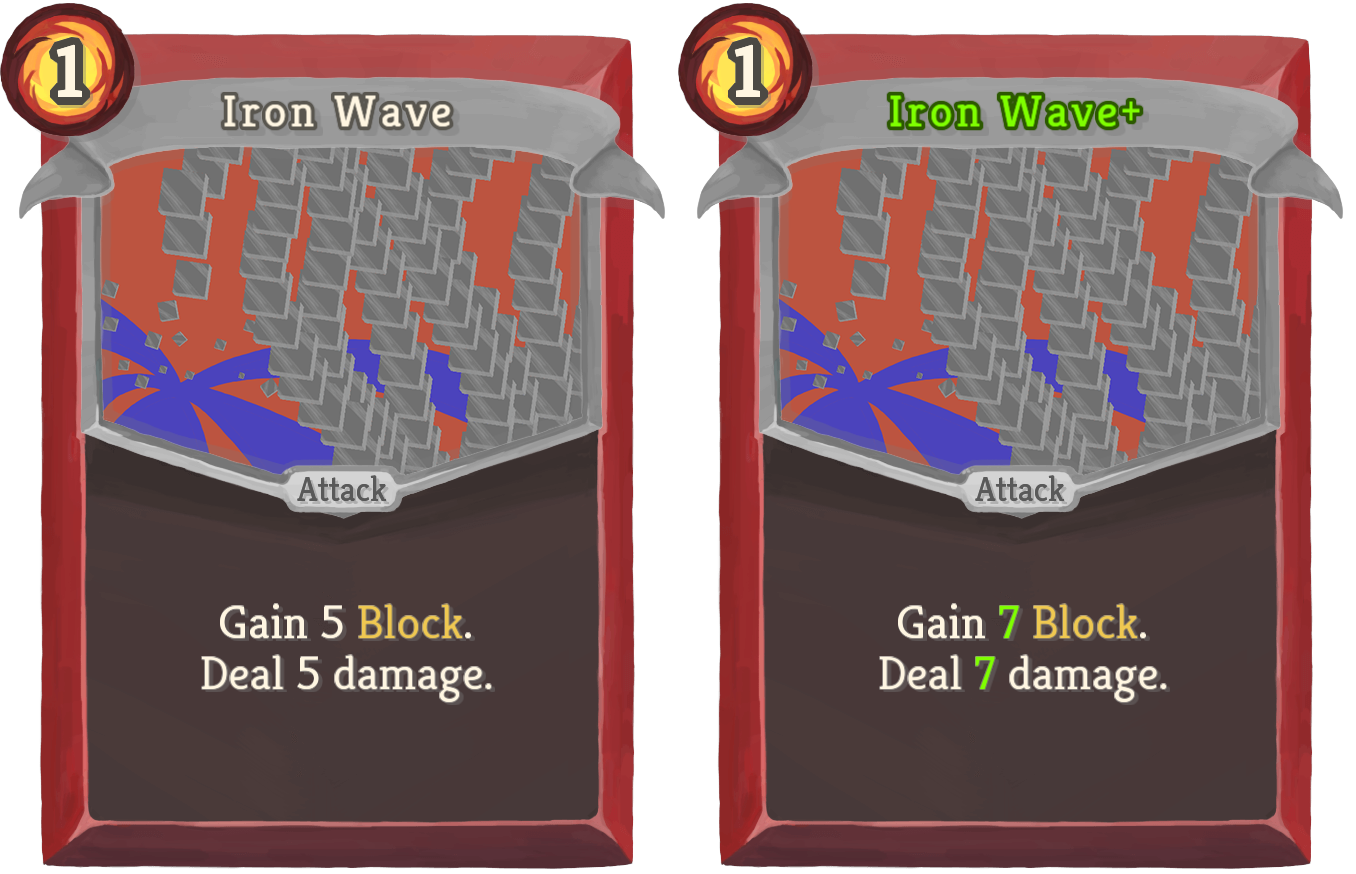 1
Iron Wave
Attack
Gain 5 Block.
Deal 5 damage.
1
Iron Wave+
Attack
Gain 7 Block.
Deal 7 damage.